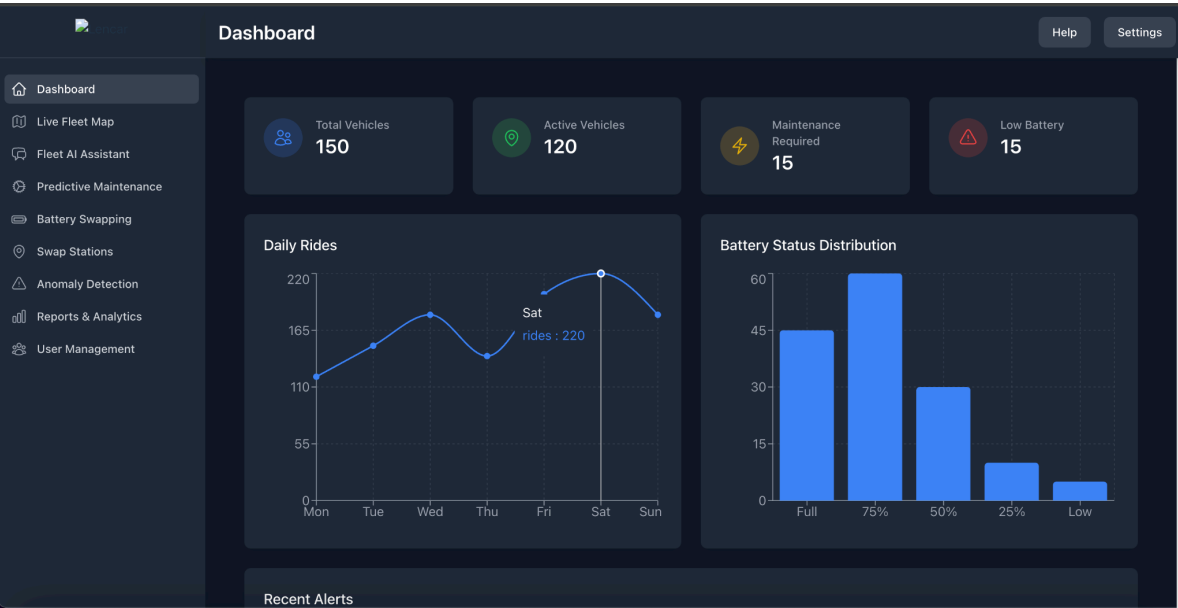 Dashboard
Help
Settings
Dashboard
Live Fleet Map
Fleet AI Assistant
Predictive Maintenance
Battery Swapping
Swap Stations
Anomaly Detection
Reports & Analytics
User Management
Total Vehicles
150
Active Vehicles
120
Maintenance
Required
15
Low Battery
15
Daily Rides
220
165
110
55
0
Mon Tue Wed Thu Fri Sat Sun
Sat
rides : 220
Battery Status Distribution
60
45
30
15
0
Full 75% 50% 25% Low
Recent Alerts